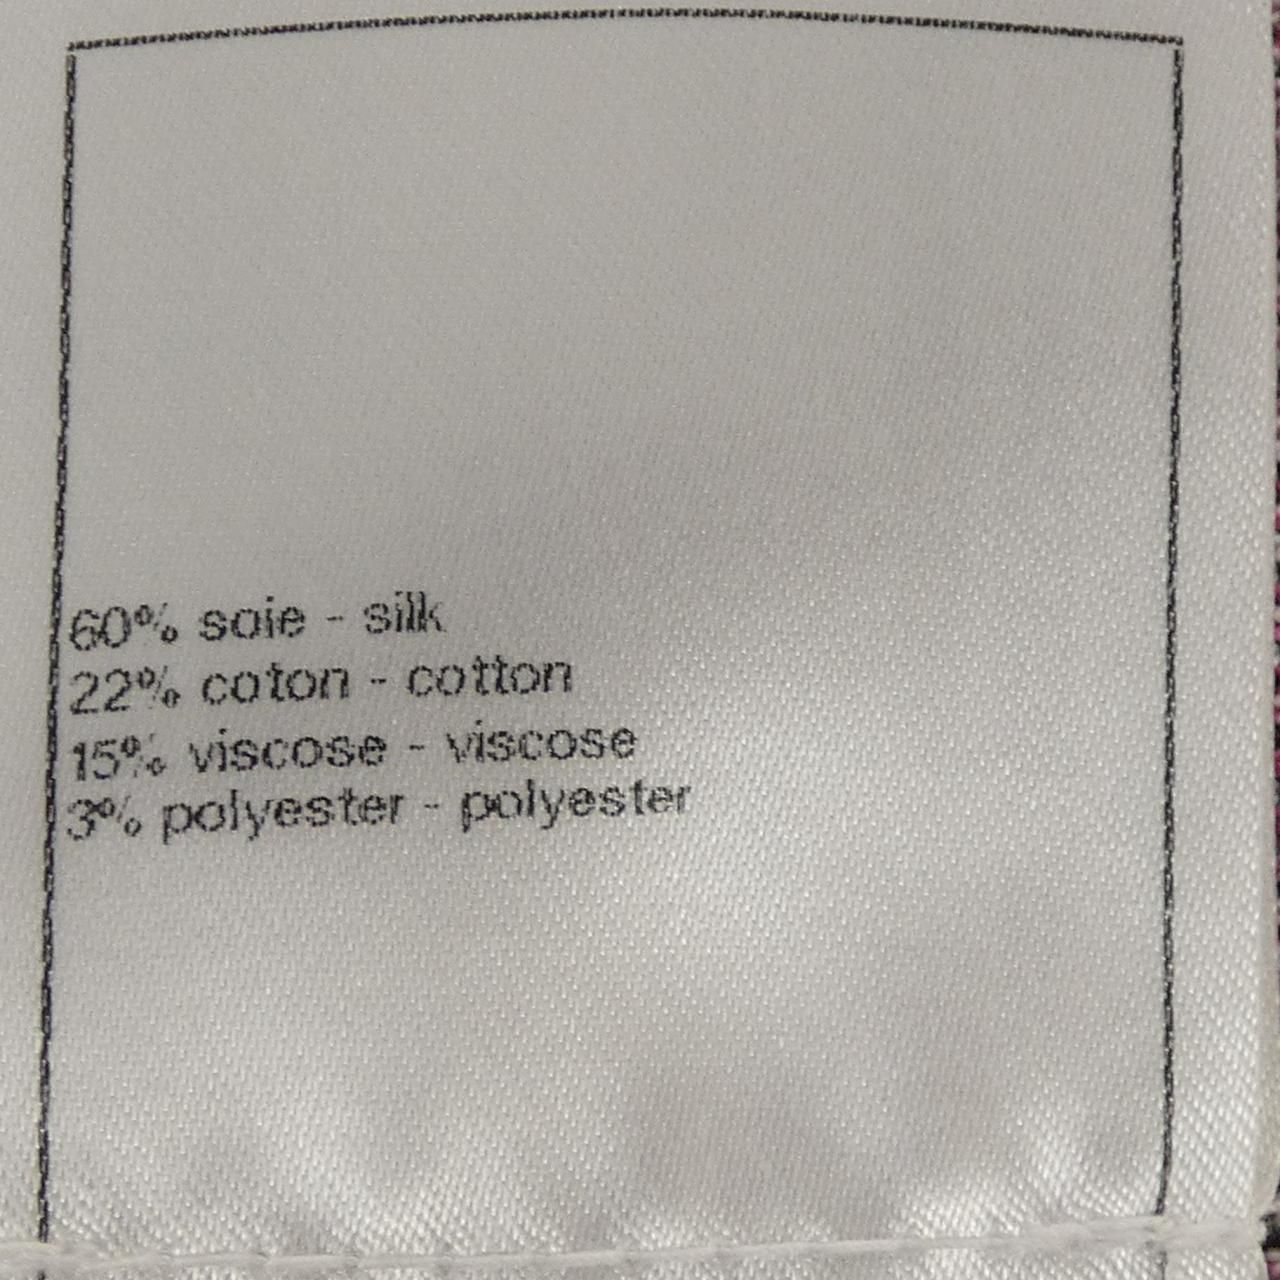 60% soie - silk
22% coton - cotton
15% viscose - viscose
3% polyester - polyester